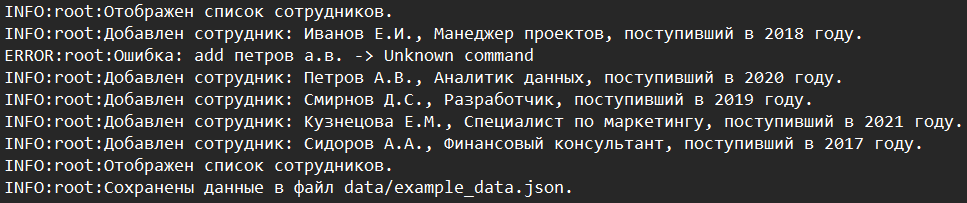 INFO:root:Отображен список сотрудников.
INFO:root:Добавлен сотрудник: Иванов Е.И., Манеджер проектов, поступивший в 2018 году.
ERROR:root:Ошибка: add петров а.в. -> Unknown command
INFO:root:Добавлен сотрудник: Петров А.В., Аналитик данных, поступивший в 2020 году.
INFO:root:Добавлен сотрудник: Смирнов Д.С., Разработчик, поступивший в 2019 году.
INFO:root:Добавлен сотрудник: Кузнецова Е.М., Специалист по маркетингу, поступивший в 2021 году.
INFO:root:Добавлен сотрудник: Сидоров А.А., Финансовый консультант, поступивший в 2017 году.
INFO:root:Отображен список сотрудников.
INFO:root:Сохранены данные в файл data/example_data.json.